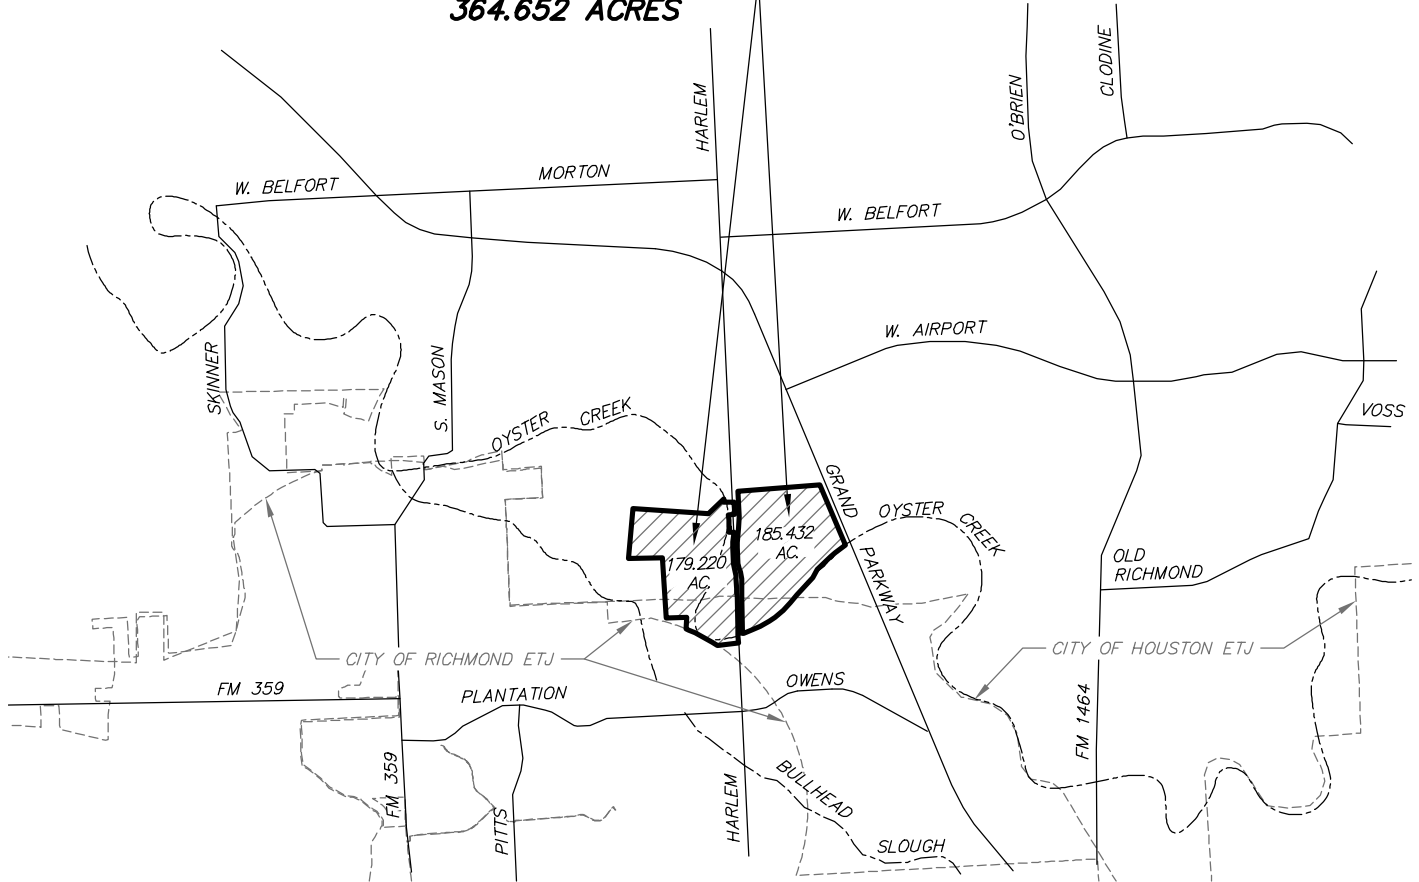 364.652 ACRES
HARLEM
O'BRIEN
CLODINE
W. BELFORT
MORTON
W. BELFORT
W. AIRPORT
SKINNER
S. MASON
OYSTER CREEK
VOSS
GRAND PARKWAY
OYSTER CREEK
185.432
AC.
179.220
AC.
OLD
RICHMOND
CITY OF RICHMOND ETJ
CITY OF HOUSTON ETJ
FM 359
PLANTATION
OWENS
FM 1464
FM 359
PITTS
HARLEM
BULLHEAD
SLOUGH